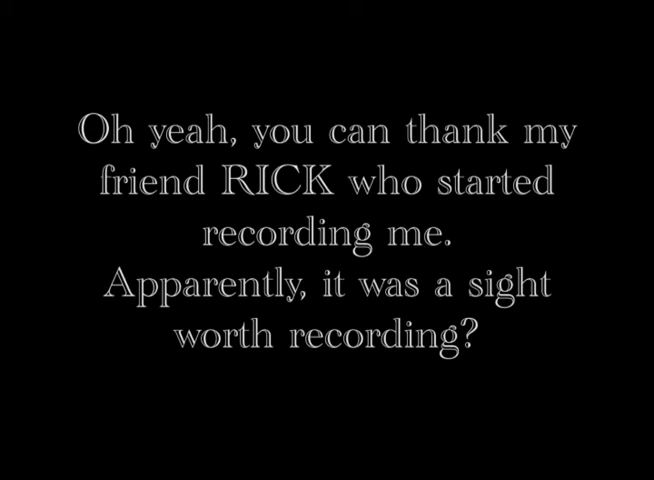 Oh yeah, you can thank my
friend RICK who started
recording me.
Apparently, it was a sight
worth recording?